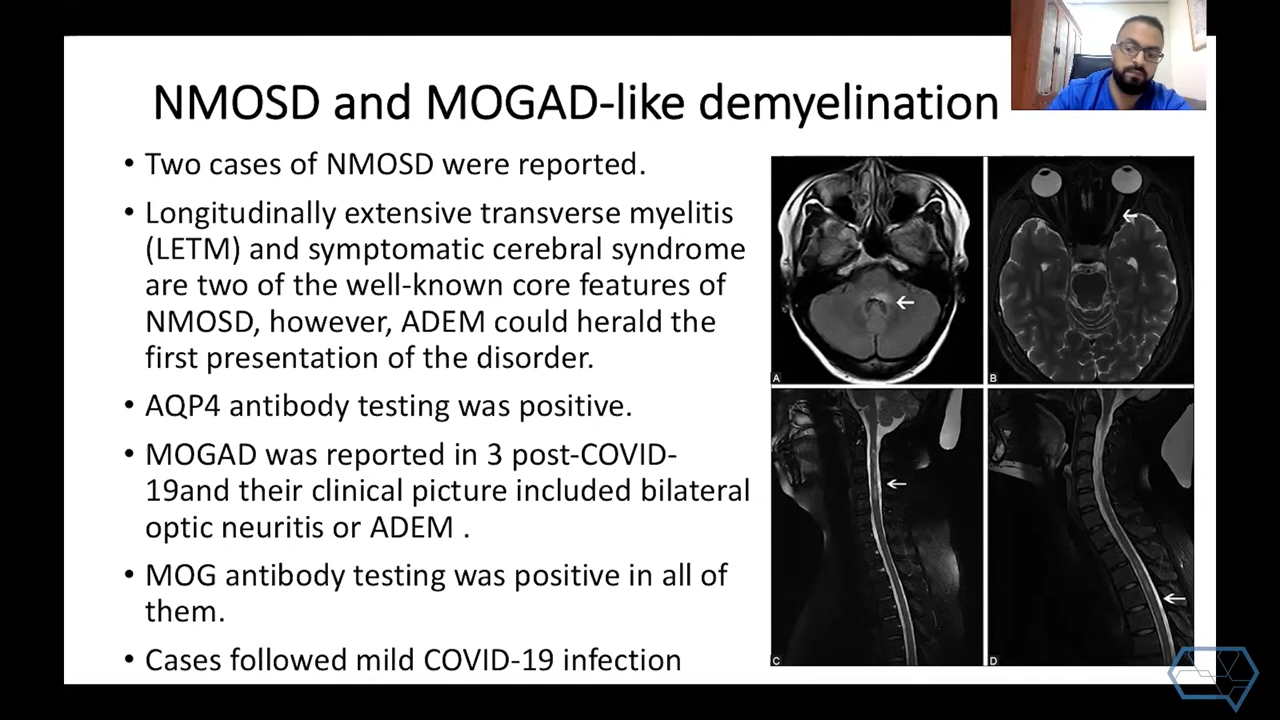 NMOSD and MOGAD-like demyelination
• Two cases of NMOSD were reported.
• Longitudinally extensive transverse myelitis
(LETM) and symptomatic cerebral syndrome
are two of the well-known core features of
NMOSD, however, ADEM could herald the
first presentation of the disorder.
• AQP4 antibody testing was positive.
• MOGAD was reported in 3 post-COVID-
19and their clinical picture included bilateral
optic neuritis or ADEM .
• MOG antibody testing was positive in all of
them.
• Cases followed mild COVID-19 infection
A
B
C
D